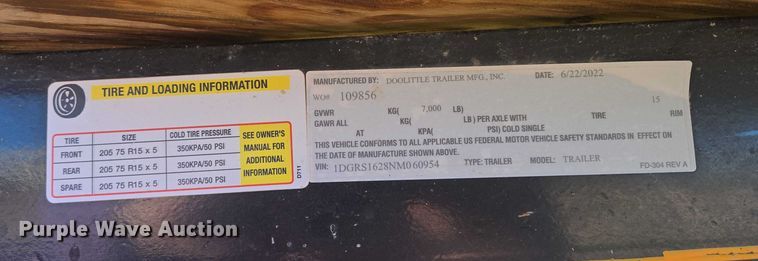 TIRE AND LOADING INFORMATION
TIRE SIZE COLD TIRE PRESSURE SEE OWNER'S MANUAL FOR ADDITIONAL INFORMATION
FRONT 205 75 R15 x 5 350KPA/50 PSI
REAR 205 75 R15 x 5 350KPA/50 PSI
SPARE 205 75 R15 x 5 350KPA/50 PSI
D711
MANUFACTURED BY: DOOLITTLE TRAILER MFG., INC. DATE: 6/22/2022
WO# 109856
GVWR KG( 7,000 LB)
GAWR ALL KG( LB) PER AXLE WITH TIRE 15 RIM
AT KPA( PSI) COLD SINGLE
THIS VEHICLE CONFORMS TO ALL APPLICABLE US FEDERAL MOTOR VEHICLE SAFETY STANDARDS IN EFFECT ON
THE DATE OF MANUFACTURE SHOWN ABOVE.
VIN: 1DGRS1628NM060954 TYPE: TRAILER MODEL: TRAILER
FD-304 REV A
Purple Wave Auction